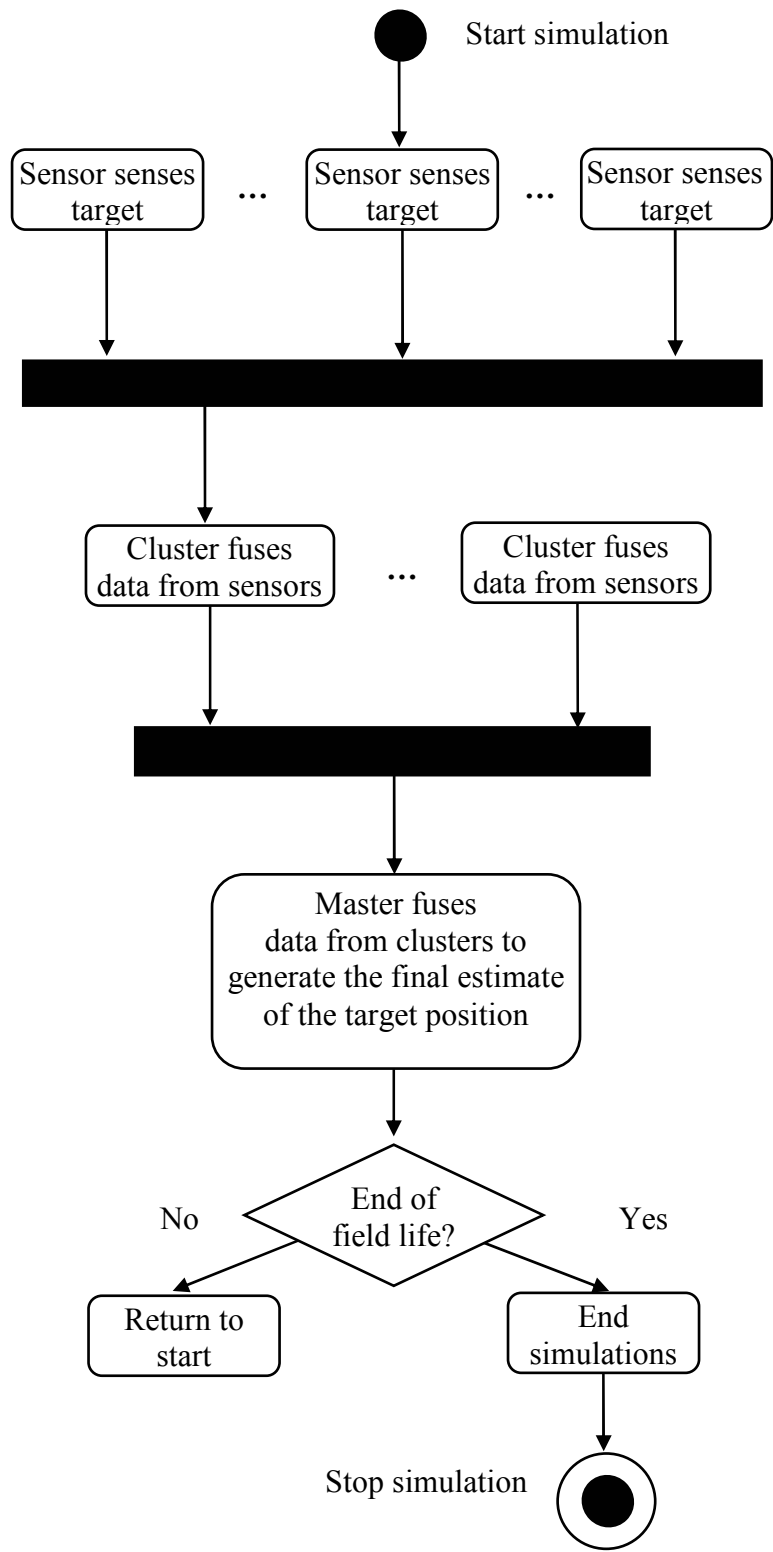 Start simulation
Sensor senses
target
...
Sensor senses
target
...
Sensor senses
target
Cluster fuses
data from sensors
...
Cluster fuses
data from sensors
Master fuses
data from clusters to
generate the final estimate
of the target position
No
End of
field life?
Yes
Return to
start
End
simulations
Stop simulation